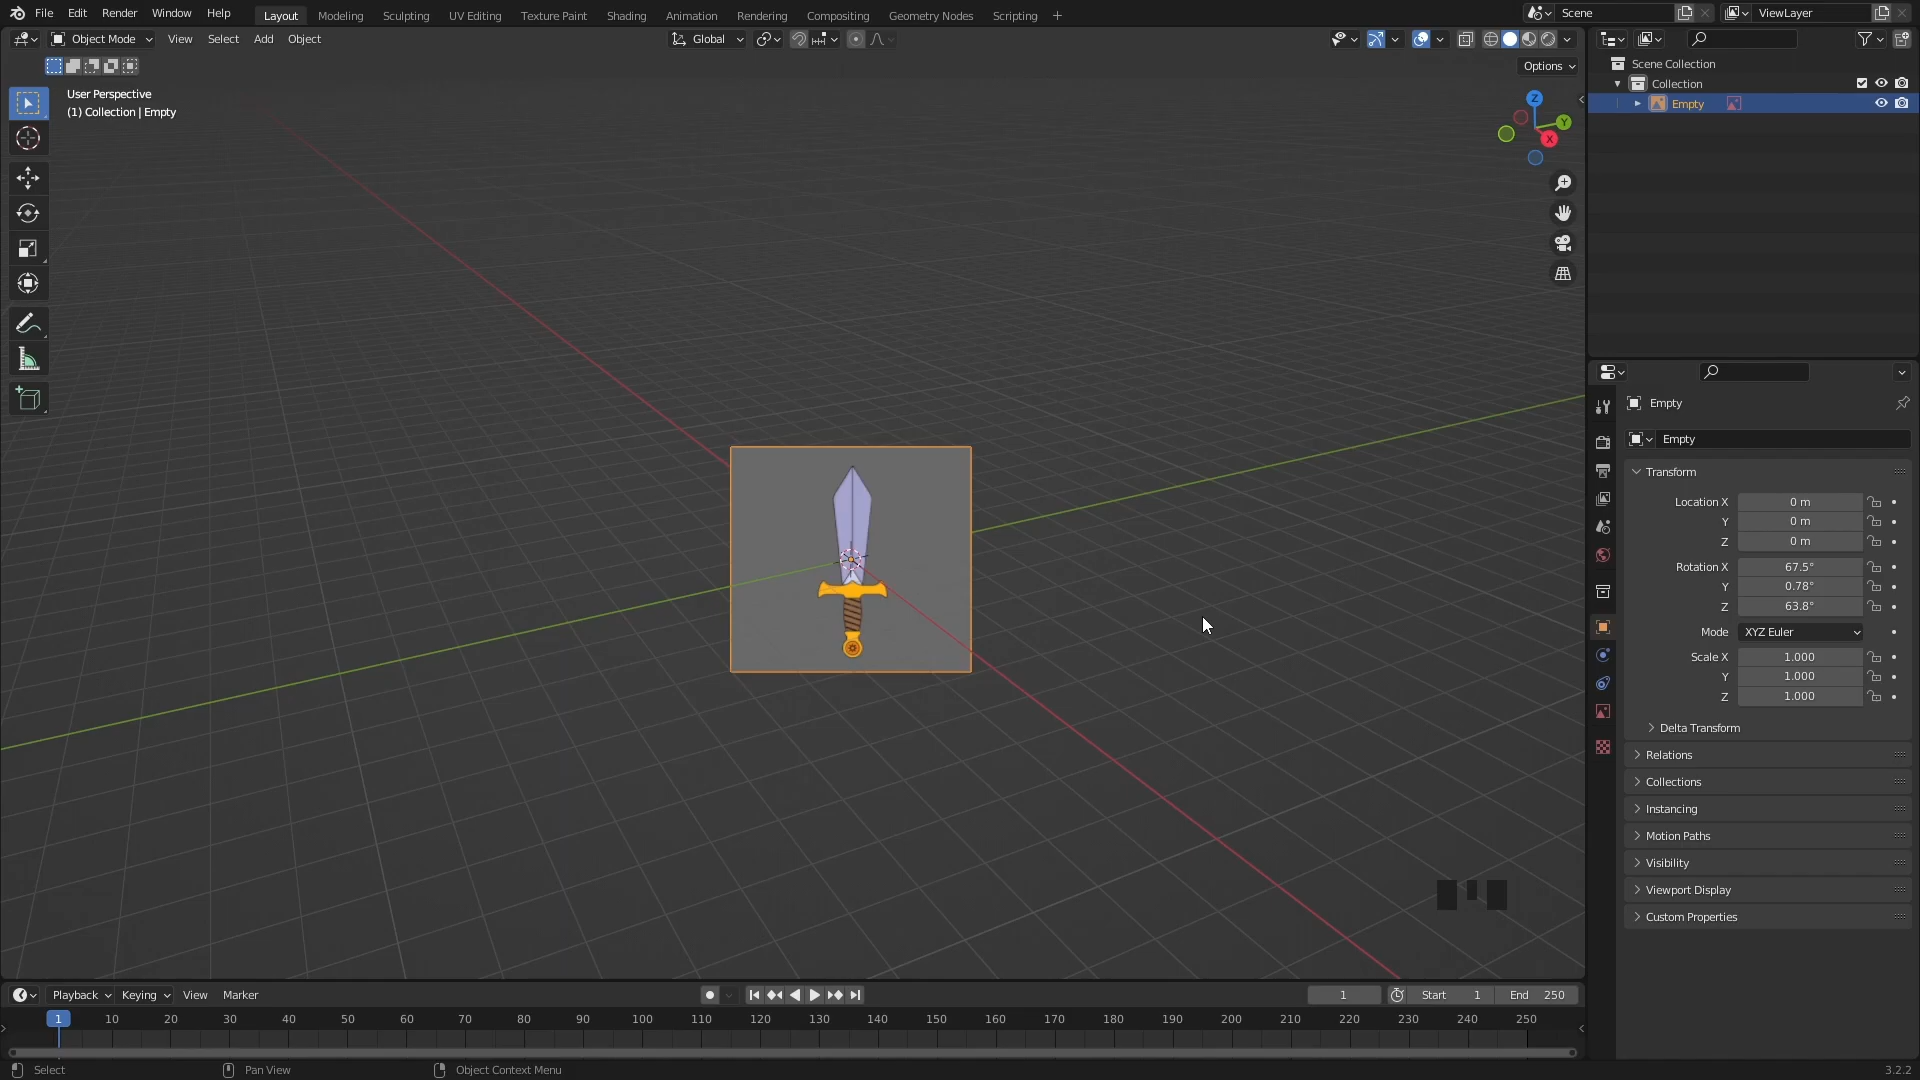 File Edit Render Window Help Layout Modeling Sculpting UV Editing Texture Paint Shading Animation Rendering Compositing Geometry Nodes Scripting + Scene ViewLayer
Object Mode View Select Add Object Global
Options
User Perspective
(1) Collection | Empty
Z
Y
X
Scene Collection
Collection
Empty
Empty
Empty
Transform
Location X 0 m
Y 0 m
Z 0 m
Rotation X 67.5°
Y 0.78°
Z 63.8°
Mode XYZ Euler
Scale X 1.000
Y 1.000
Z 1.000
Delta Transform
Relations
Collections
Instancing
Motion Paths
Visibility
Viewport Display
Custom Properties
Playback Keying View Marker 1 Start 1 End 250
1 10 20 30 40 50 60 70 80 90 100 110 120 130 140 150 160 170 180 190 200 210 220 230 240 250
Select Pan View Object Context Menu 3.2.2